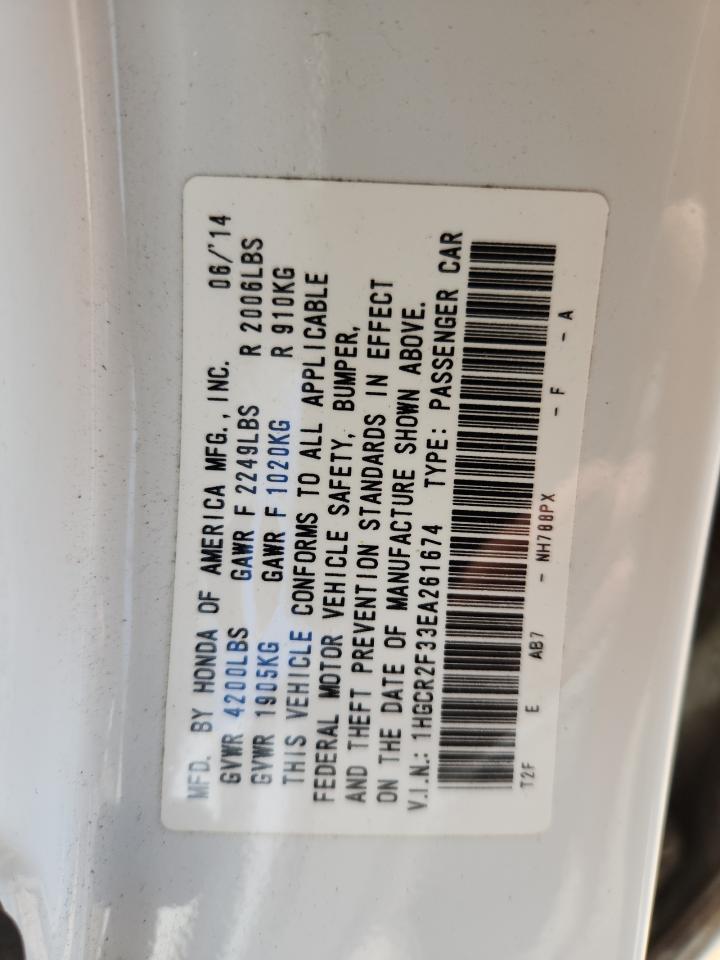 MFD. BY HONDA OF AMERICA MFG., INC. 06/'14
GVWR 4200LBS GAWR F 2249LBS R 2006LBS
GVWR 1905KG GAWR F 1020KG R 910KG
THIS VEHICLE CONFORMS TO ALL APPLICABLE
FEDERAL MOTOR VEHICLE SAFETY, BUMPER,
AND THEFT PREVENTION STANDARDS IN EFFECT
ON THE DATE OF MANUFACTURE SHOWN ABOVE.
V.I.N.: 1HGCR2F33EA261674 TYPE: PASSENGER CAR
T2F E AB7 - NH788PX - F - A